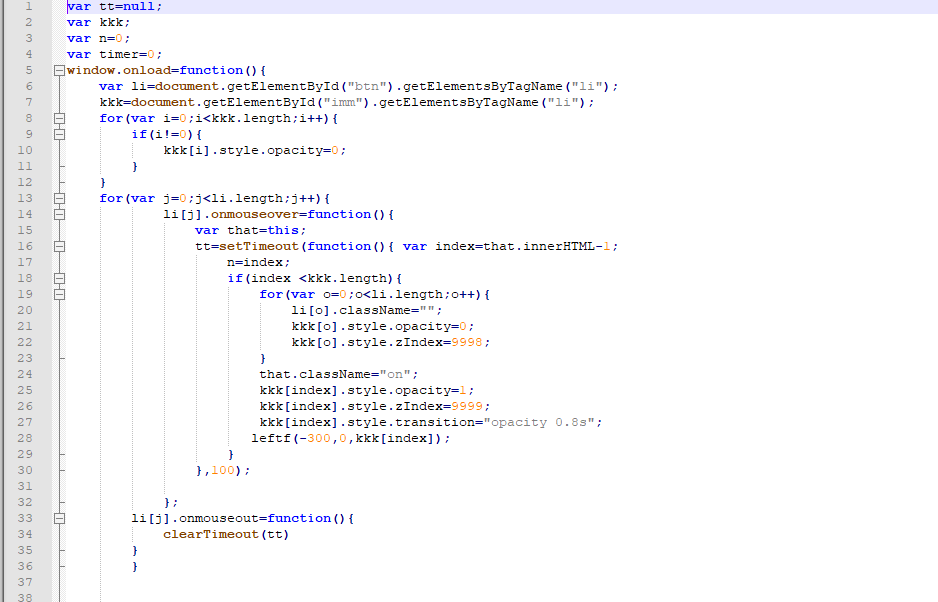 1 var tt=null;
2 var kkk;
3 var n=0;
4 var timer=0;
5 window.onload=function(){
6 var li=document.getElementById("btn").getElementsByTagName("li");
7 kkk=document.getElementById("imm").getElementsByTagName("li");
8 for(var i=0;i<kkk.length;i++){
9 if(i!=0){
10 kkk[i].style.opacity=0;
11 }
12 }
13 for(var j=0;j<li.length;j++){
14 li[j].onmouseover=function(){
15 var that=this;
16 tt=setTimeout(function(){ var index=that.innerHTML-1;
17 n=index;
18 if(index <kkk.length){
19 for(var o=0;o<li.length;o++){
20 li[o].className="";
21 kkk[o].style.opacity=0;
22 kkk[o].style.zIndex=9998;
23 }
24 that.className="on";
25 kkk[index].style.opacity=1;
26 kkk[index].style.zIndex=9999;
27 kkk[index].style.transition="opacity 0.8s";
28 leftf(-300,0,kkk[index]);
29 }
30 },100);
31
32 };
33 li[j].onmouseout=function(){
34 clearTimeout(tt)
35 }
36 }
37
38